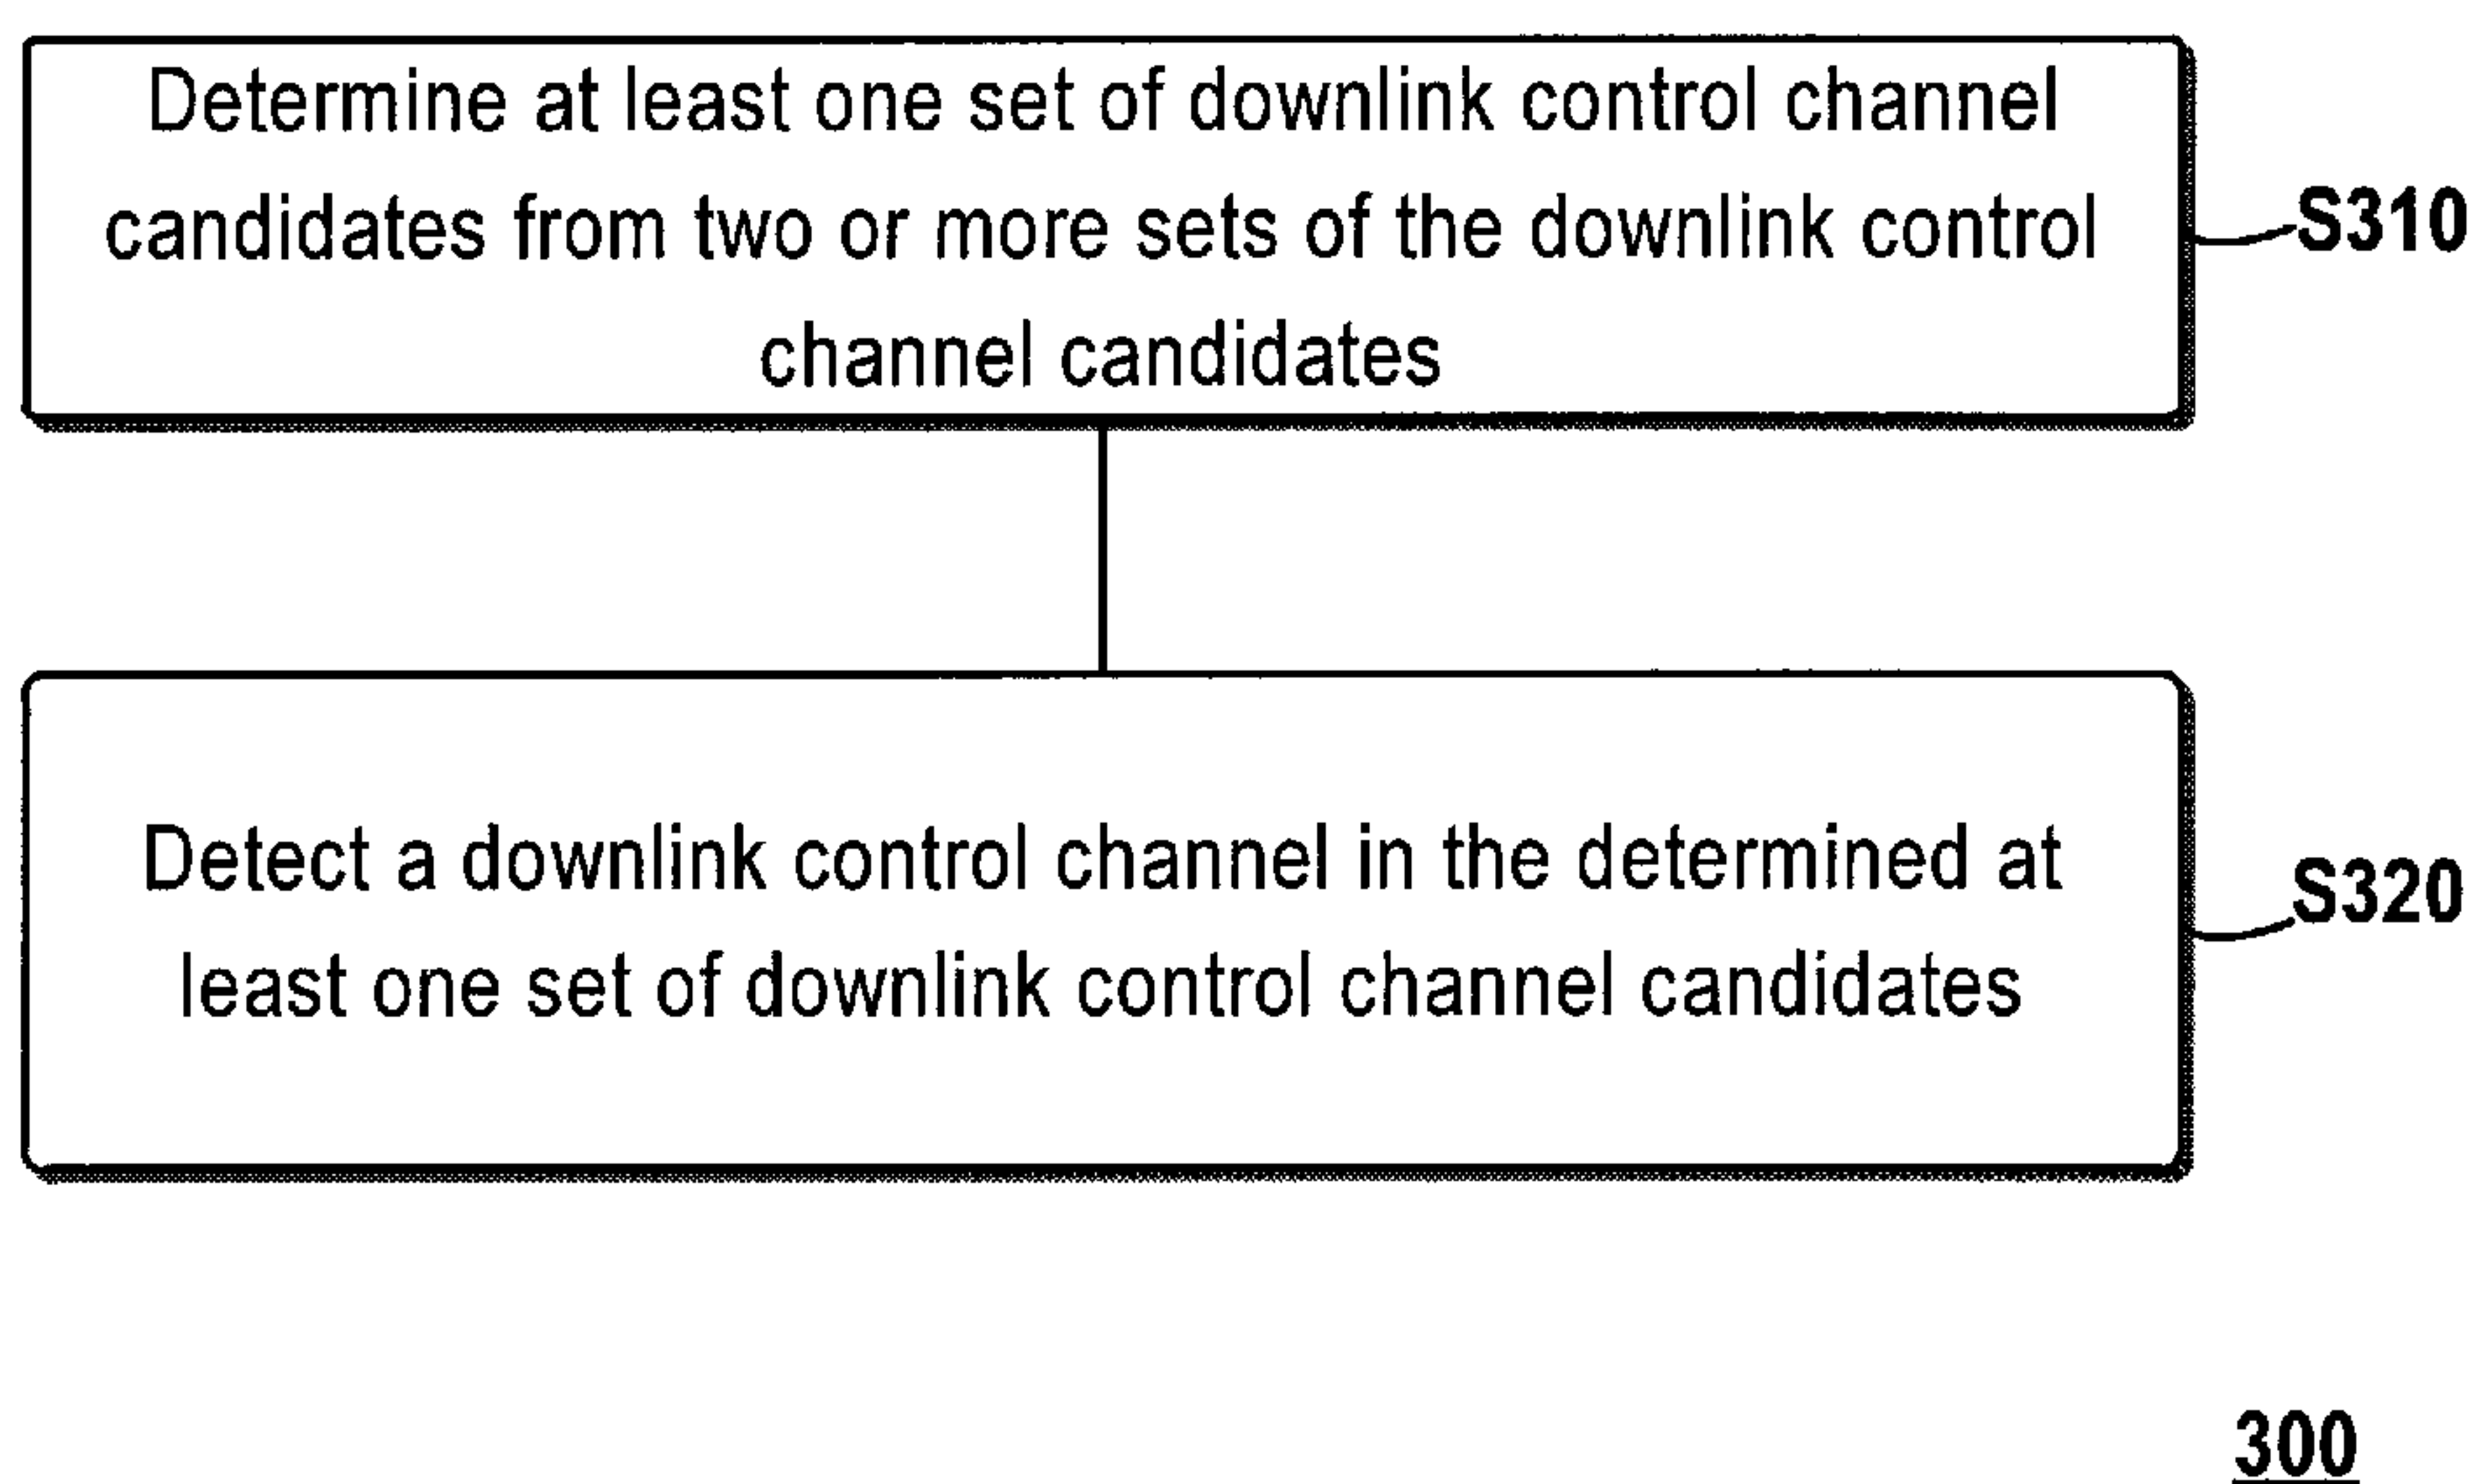 Determine at least one set of downlink control channel
candidates from two or more sets of the downlink control
channel candidates
S310
Detect a downlink control channel in the determined at
least one set of downlink control channel candidates
S320
300